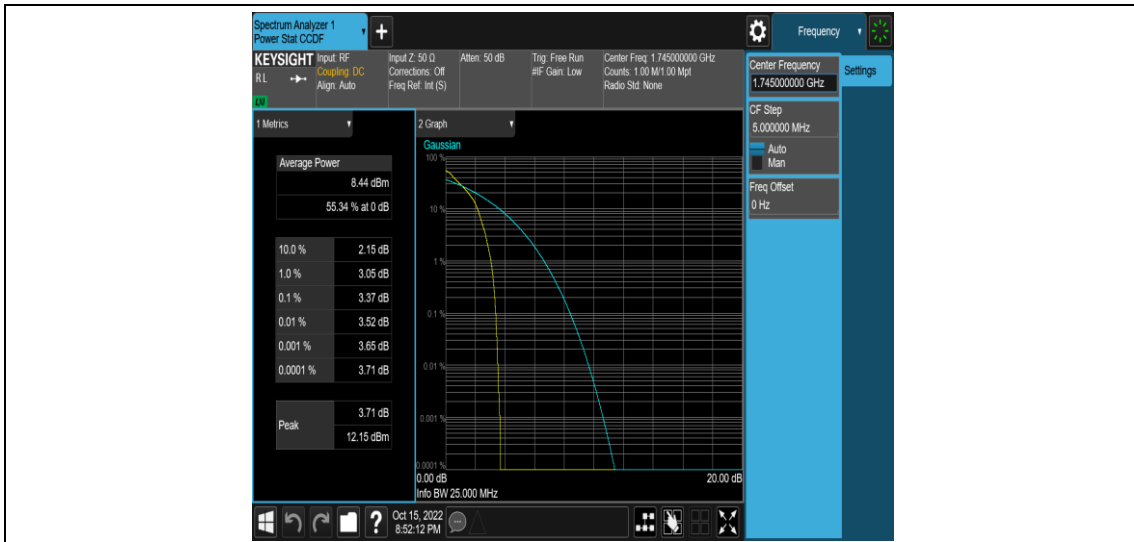 Spectrum Analyzer 1
Power Stat CCDF
Frequency
KEYSIGHT
RL
LXI
Input: RF
Coupling: DC
Align: Auto
Input Z: 50 Ω
Corrections: Off
Freq Ref: Int (S)
Atten: 50 dB
Trig: Free Run
#IF Gain: Low
Center Freq: 1.745000000 GHz
Counts: 1.00 M/1.00 Mpt
Radio Std: None
Center Frequency
1.745000000 GHz
Settings
CF Step
5.000000 MHz
Auto
Man
Freq Offset
0 Hz
1 Metrics
Average Power
8.44 dBm
55.34 % at 0 dB
10.0 % 2.15 dB
1.0 % 3.05 dB
0.1 % 3.37 dB
0.01 % 3.52 dB
0.001 % 3.65 dB
0.0001 % 3.71 dB
Peak
3.71 dB
12.15 dBm
2 Graph
Gaussian
100 %
10 %
1 %
0.1 %
0.01 %
0.001 %
0.0001 %
0.00 dB 20.00 dB
Info BW 25.000 MHz
?
Oct 15, 2022
8:52:12 PM